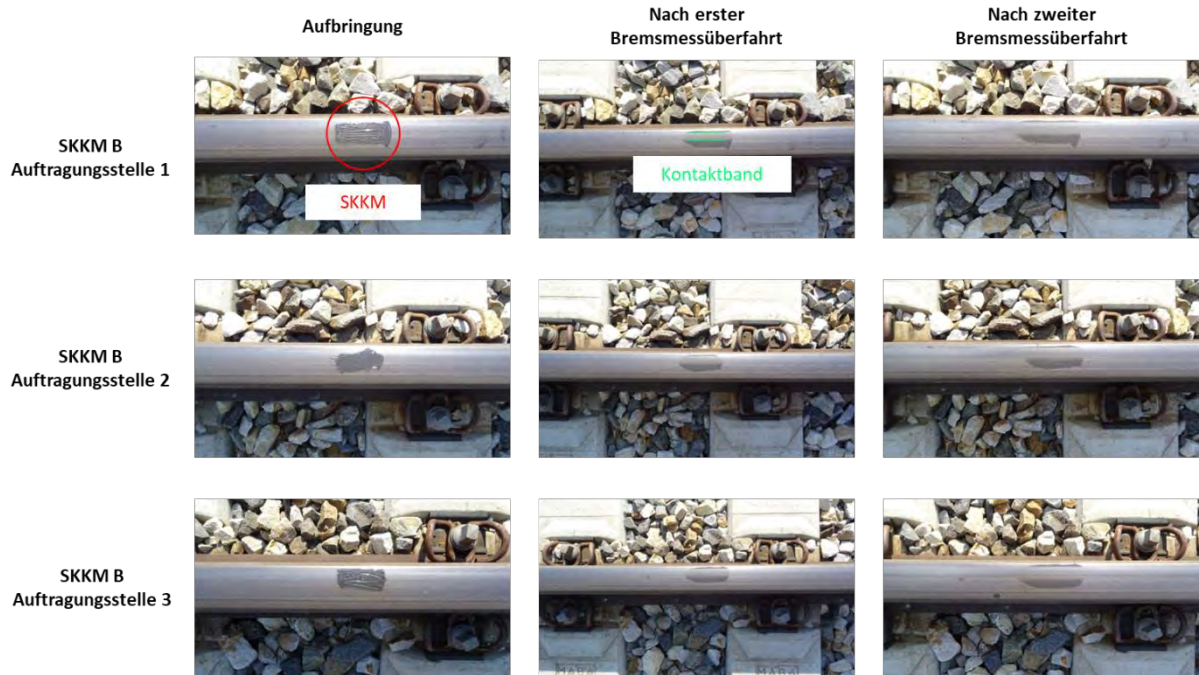 Aufbringung
Nach erster
Bremsmessüberfahrt
Nach zweiter
Bremsmessüberfahrt
SKKM B
Auftragungsstelle 1
SKKM
Kontaktband
SKKM B
Auftragungsstelle 2
SKKM B
Auftragungsstelle 3